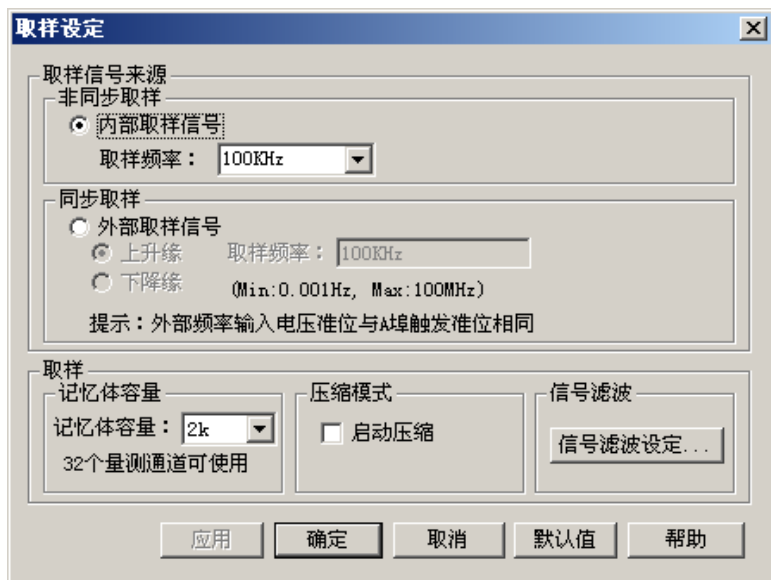 取样设定
取样信号来源
非同步取样
内部取样信号
取样频率： 100KHz
同步取样
外部取样信号
上升缘 取样频率： 100KHz
下降缘 (Min:0.001Hz, Max:100MHz)
提示：外部频率输入电压准位与A埠触发准位相同
取样
记忆体容量 压缩模式 信号滤波
记忆体容量： 2k 启动压缩 信号滤波设定...
32个量测通道可使用
应用 确定 取消 默认值 帮助